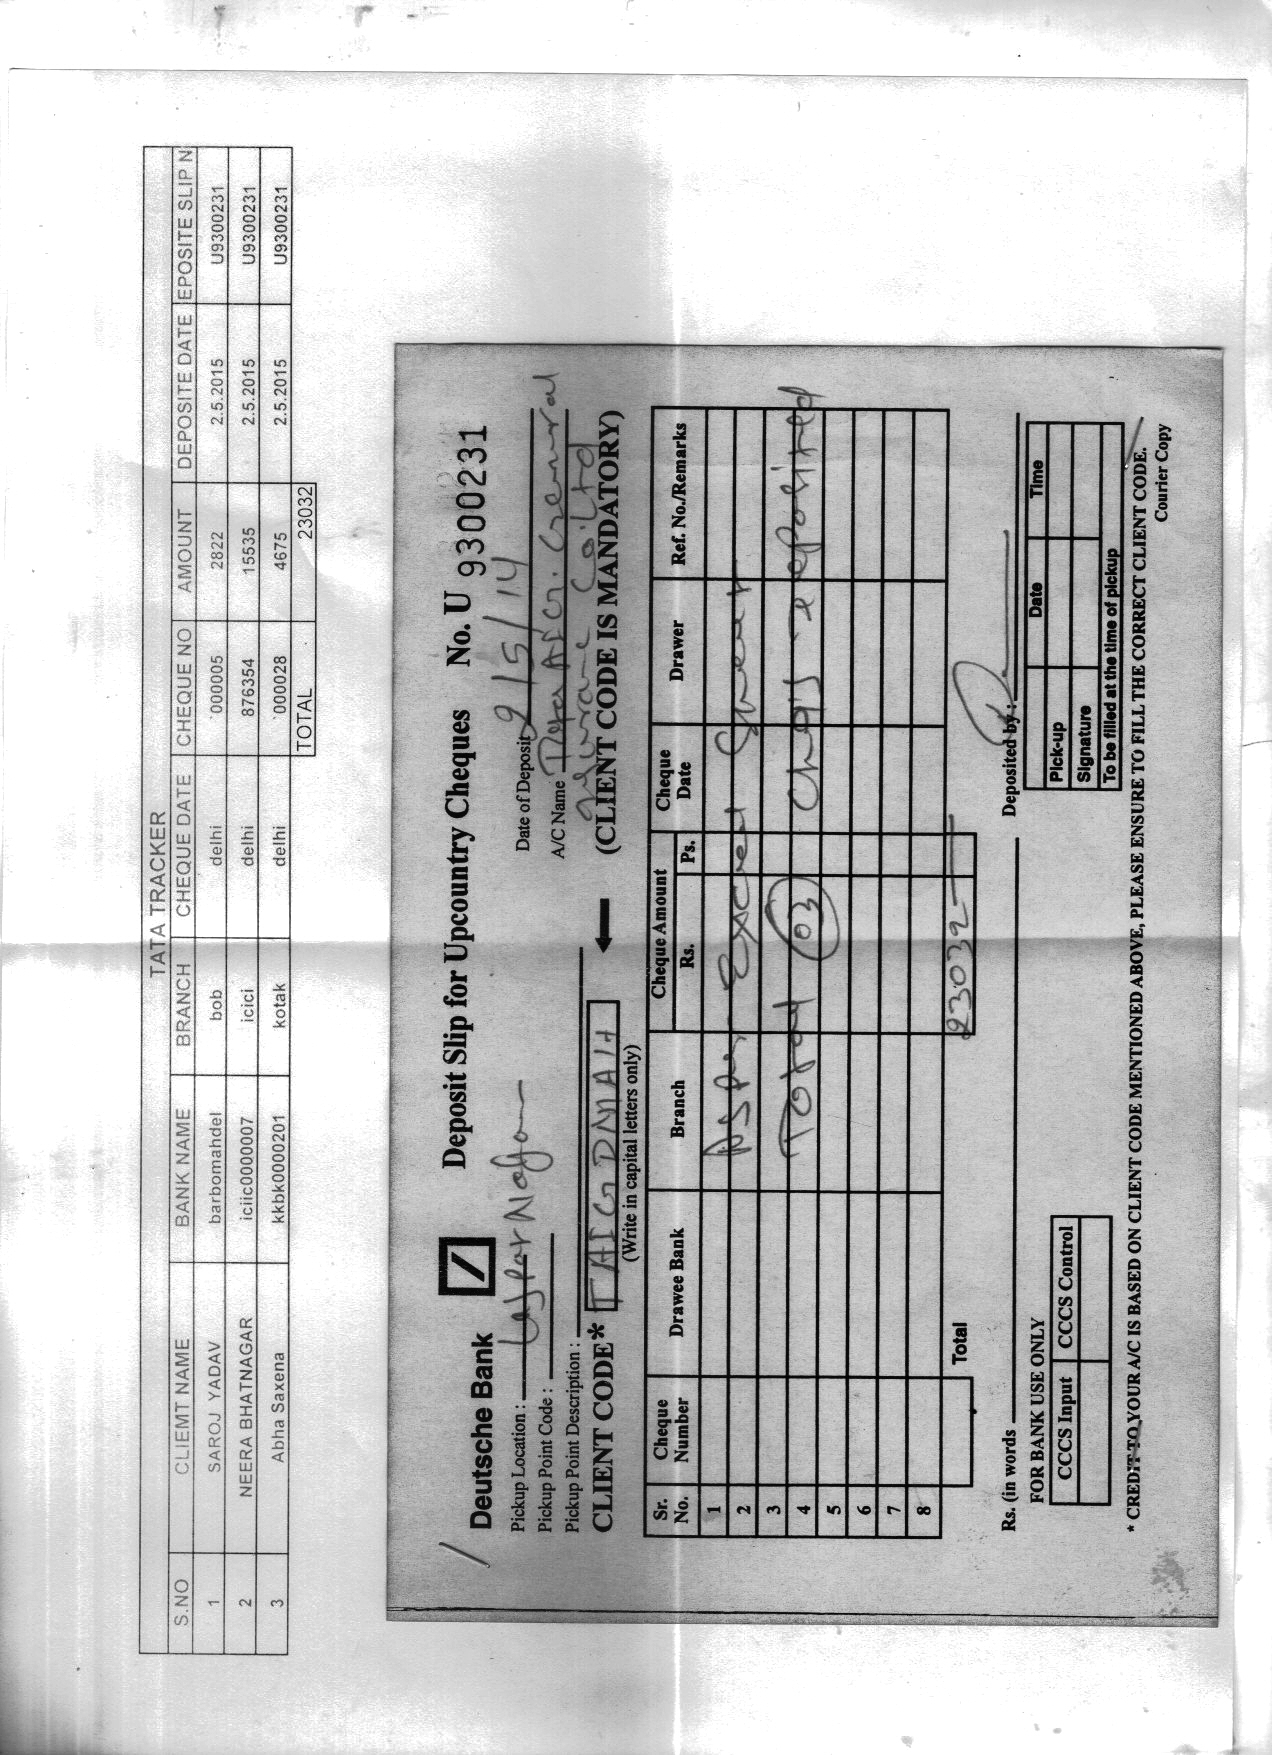 TATA TRACKER
S.NO CLIEMT NAME BANK NAME BRANCH CHEQUE DATE CHEQUE NO AMOUNT DEPOSITE DATE EPOSITE SLIP N
1 SAROJ YADAV barbomahdel bob delhi '000005 2822 2.5.2015 U9300231
2 NEERA BHATNAGAR iciic0000007 icici delhi 876354 15535 2.5.2015 U9300231
3 Abha Saxena kkbk0000201 kotak delhi '000028 4675 2.5.2015 U9300231
TOTAL 23032
Deutsche Bank Deposit Slip for Upcountry Cheques No. U 9300231
Pickup Location : Lajpat Nagar Date of Deposit 2/5/14
Pickup Point Code : A/C Name Tata AIG General
Pickup Point Description : Insurance Co. Ltd
CLIENT CODE* TAIGDMAH (CLIENT CODE IS MANDATORY)
(Write in capital letters only)
Sr. No. Cheque Number Drawee Bank Branch Cheque Amount Rs. Ps. Cheque Date Drawer Ref. No./Remarks
1
2 As per Excel Sheet
3
4 Total 03 Chq's deposited
5
6
7
8
Total 23032
Rs. (in words Deposited by :
FOR BANK USE ONLY
CCCS Input CCCS Control
Date Time
Pick-up
Signature
To be filled at the time of pickup
* CREDIT TO YOUR A/C IS BASED ON CLIENT CODE MENTIONED ABOVE, PLEASE ENSURE TO FILL THE CORRECT CLIENT CODE.
Courier Copy